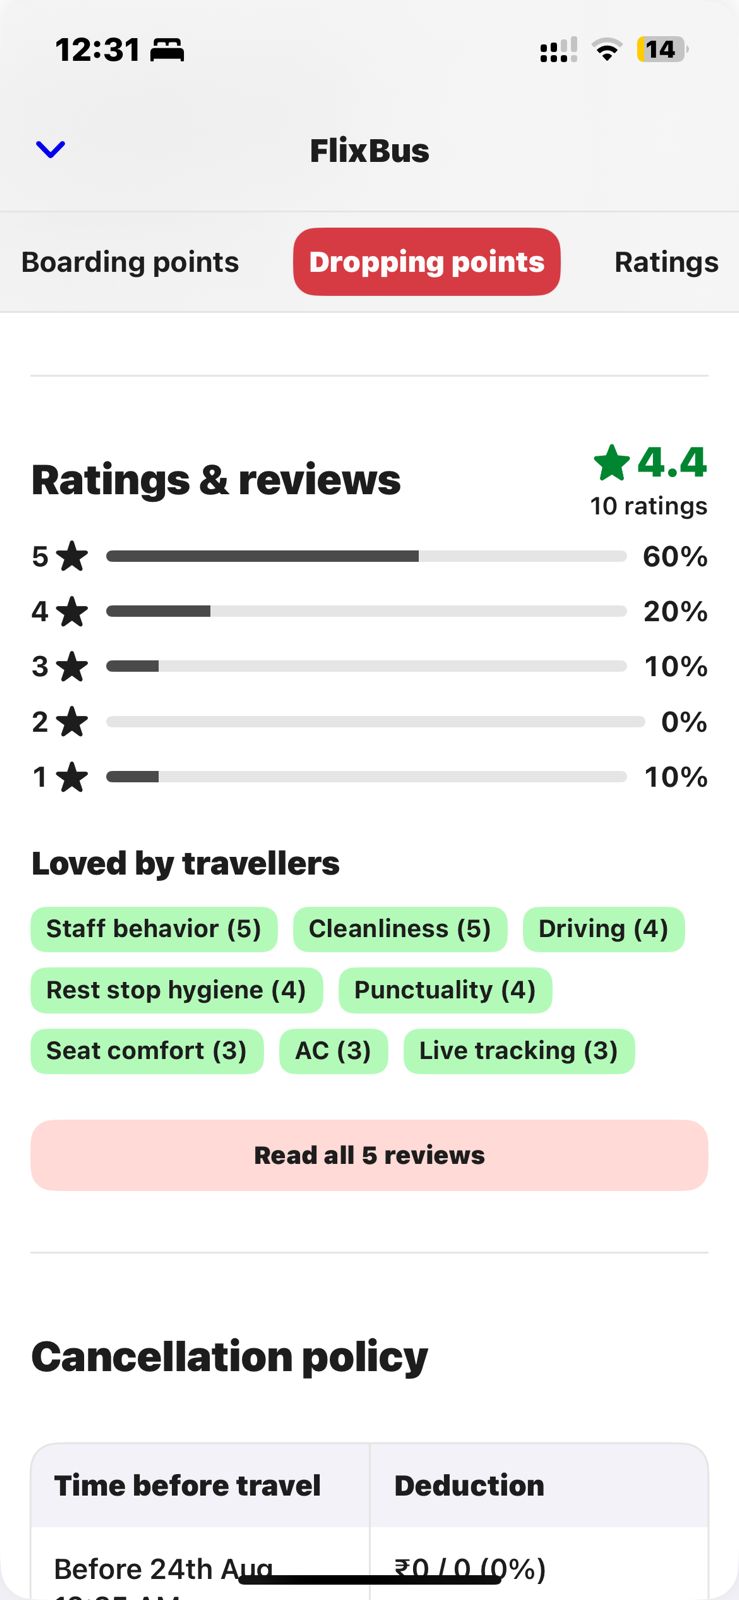 12:31
14
FlixBus
Boarding points Dropping points Ratings
Ratings & reviews
4.4
10 ratings
5 60%
4 20%
3 10%
2 0%
1 10%
Loved by travellers
Staff behavior (5) Cleanliness (5) Driving (4)
Rest stop hygiene (4) Punctuality (4)
Seat comfort (3) AC (3) Live tracking (3)
Read all 5 reviews
Cancellation policy
Time before travel Deduction
Before 24th Aug ₹0 / 0 (0%)